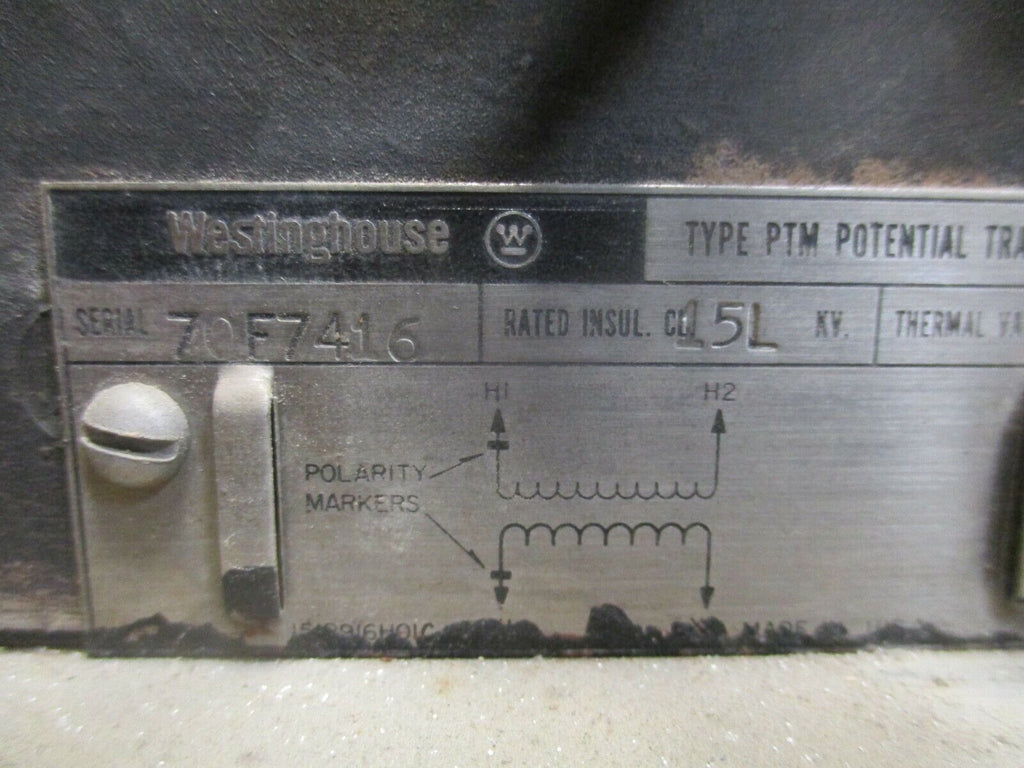 Westinghouse W TYPE PTM POTENTIAL TRA
SERIAL 70F7416 RATED INSUL. CL. 15L KV. THERMAL
H1 H2
POLARITY
MARKERS
MADE